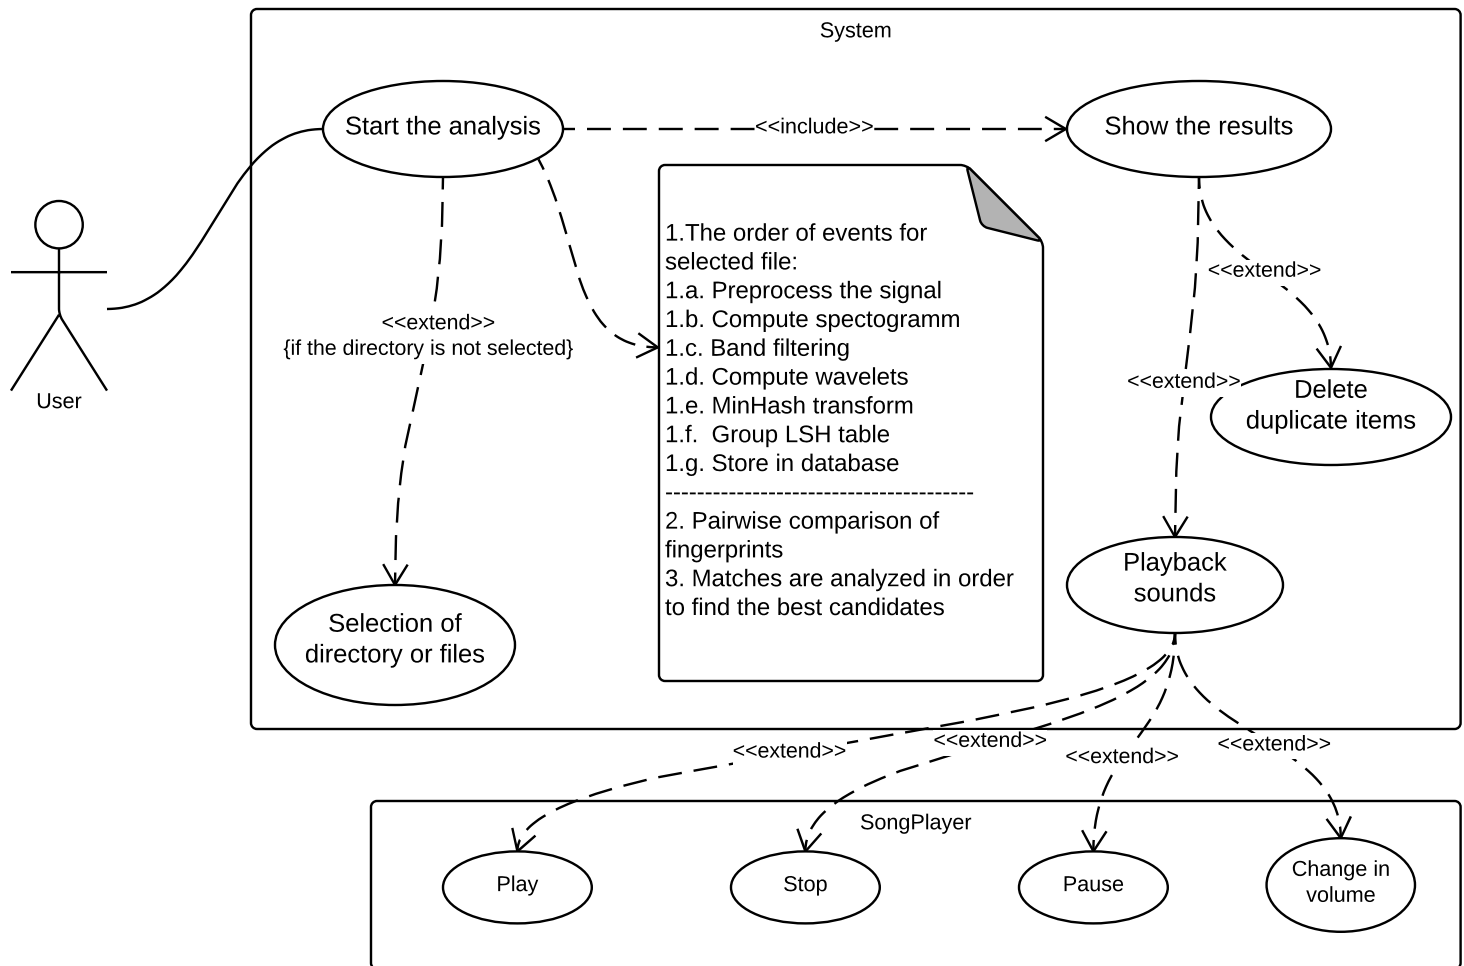 System
Start the analysis
<<include>>
Show the results
User
<<extend>>
{if the directory is not selected}
Selection of
directory or files
1.The order of events for
selected file:
1.a. Preprocess the signal
1.b. Compute spectogramm
1.c. Band filtering
1.d. Compute wavelets
1.e. MinHash transform
1.f.  Group LSH table
1.g. Store in database
---------------------------------------
2. Pairwise comparison of
fingerprints
3. Matches are analyzed in order
to find the best candidates
<<extend>>
<<extend>>
Delete
duplicate items
Playback
sounds
<<extend>>
<<extend>>
<<extend>>
<<extend>>
SongPlayer
Play
Stop
Pause
Change in
volume